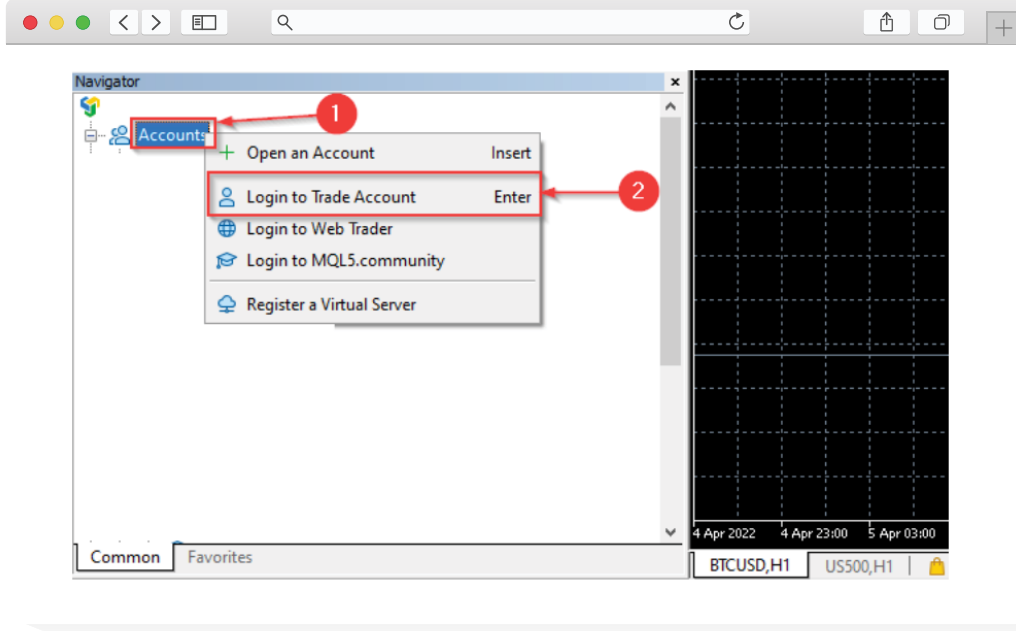 Navigator
1
Accounts
Open an Account Insert
Login to Trade Account Enter
2
Login to Web Trader
Login to MQL5.community
Register a Virtual Server
Common Favorites
4 Apr 2022 4 Apr 23:00 5 Apr 03:00
BTCUSD,H1 US500,H1